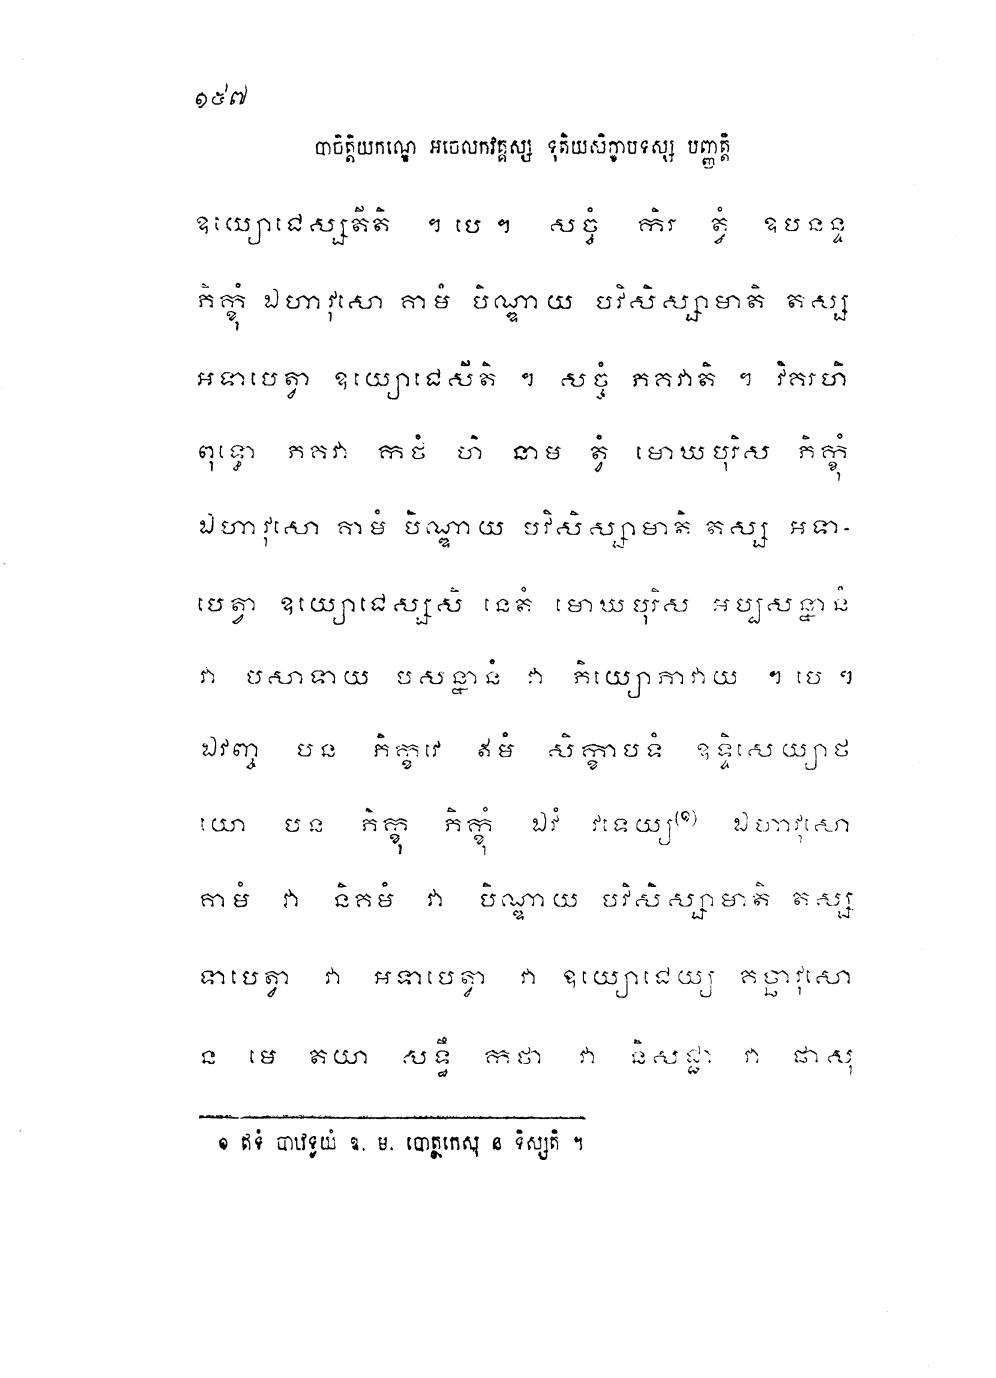 ១៥៧
បាចិត្តិយកណ្ឌេ អចេលកវគ្គស្ស ទុតិយសិក្ខាបទស្ស បញ្ញត្តិ
ឧយ្យោជេស្សតីតិ ។ បេ ។ សច្ចំ កិរ ត្វំ ឧបនន្ទ
ភិក្ខុំ ឯហាវុសោ គាមំ បិណ្ឌាយ បវិសិស្សាមាតិ តស្ស
អទាបេត្វា ឧយ្យោជេសីតិ ។ សច្ចំ ភគវាតិ ។ វិគរហិ
ពុទ្ធោ ភគវា កថំ ហិ នាម ត្វំ មោឃបុរិស ភិក្ខុំ
ឯហាវុសោ គាមំ បិណ្ឌាយ បវិសិស្សាមាតិ តស្ស អទា-
បេត្វា ឧយ្យោជេស្សសិ នេតំ មោឃបុរិស អប្បសន្នានំ
វា បសាទាយ បសន្នានំ វា ភិយ្យោភាវាយ ។ បេ ។
ឯវញ្ច បន ភិក្ខវេ ឥមំ សិក្ខាបទំ ឧទ្ទិសេយ្យាថ
យោ បន ភិក្ខុ ភិក្ខុំ ឯវំ វទេយ្យ(១) ឯហាវុសោ
គាមំ វា និគមំ វា បិណ្ឌាយ បវិសិស្សាមាតិ តស្ស
ទាបេត្វា វា អទាបេត្វា វា ឧយ្យោជេយ្យ គច្ឆាវុសោ
ន មេ តយា សទ្ធឹ កថា វា និសជ្ជា វា ផាសុ
១ ឥទំ បាឋទ្វយំ ឱ. ម. បោត្ថកេសុ ន ទិស្សតិ ។